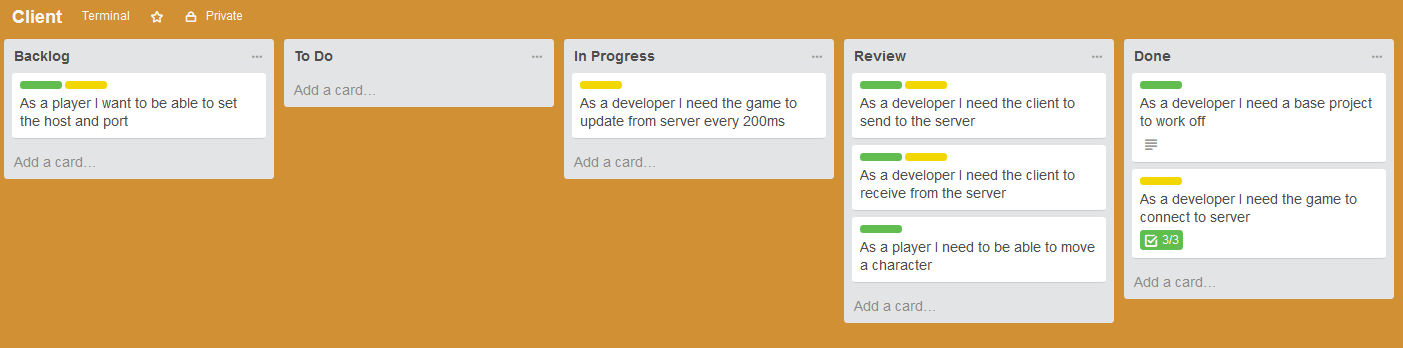 Client Terminal Private
Backlog
As a player I want to be able to set
the host and port
Add a card...
To Do
Add a card...
In Progress
As a developer I need the game to
update from server every 200ms
Add a card...
Review
As a developer I need the client to
send to the server
As a developer I need the client to
receive from the server
As a player I need to be able to move
a character
Add a card...
Done
As a developer I need a base project
to work off
As a developer I need the game to
connect to server
3/3
Add a card...